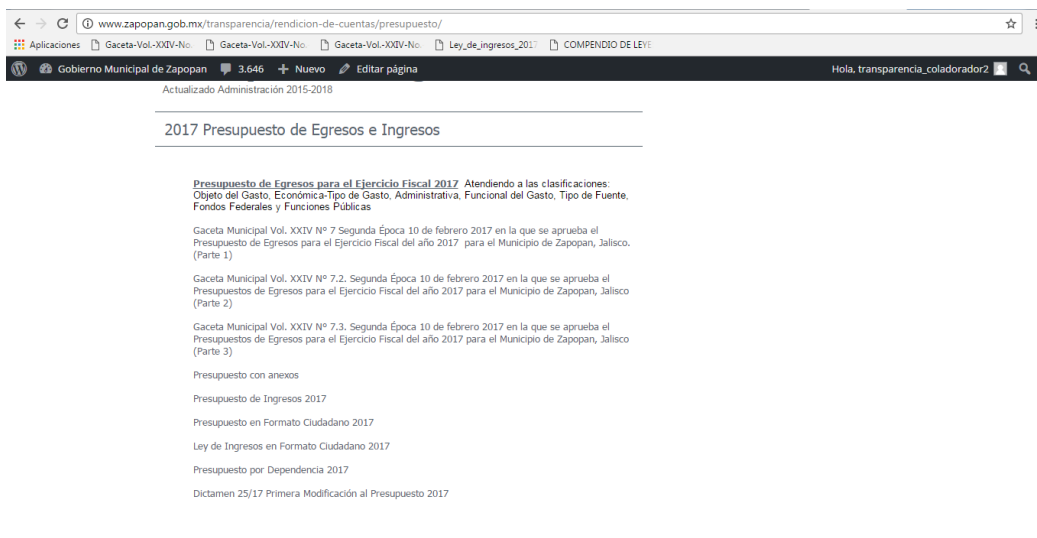 www.zapopan.gob.mx/transparencia/rendicion-de-cuentas/presupuesto/
Aplicaciones Gaceta-Vol.-XXIV-No. Gaceta-Vol.-XXIV-No. Gaceta-Vol.-XXIV-No. Ley_de_ingresos_2017 COMPENDIO DE LEYE
Gobierno Municipal de Zapopan 3.646 + Nuevo Editar página Hola, transparencia_coladorador2
Actualizado Administración 2015-2018
2017 Presupuesto de Egresos e Ingresos
Presupuesto de Egresos para el Ejercicio Fiscal 2017 Atendiendo a las clasificaciones:
Objeto del Gasto, Económica-Tipo de Gasto, Administrativa, Funcional del Gasto, Tipo de Fuente,
Fondos Federales y Funciones Públicas
Gaceta Municipal Vol. XXIV Nº 7 Segunda Época 10 de febrero 2017 en la que se aprueba el
Presupuesto de Egresos para el Ejercicio Fiscal del año 2017 para el Municipio de Zapopan, Jalisco.
(Parte 1)
Gaceta Municipal Vol. XXIV Nº 7.2. Segunda Época 10 de febrero 2017 en la que se aprueba el
Presupuestos de Egresos para el Ejercicio Fiscal del año 2017 para el Municipio de Zapopan, Jalisco
(Parte 2)
Gaceta Municipal Vol. XXIV Nº 7.3. Segunda Época 10 de febrero 2017 en la que se aprueba el
Presupuestos de Egresos para el Ejercicio Fiscal del año 2017 para el Municipio de Zapopan, Jalisco
(Parte 3)
Presupuesto con anexos
Presupuesto de Ingresos 2017
Presupuesto en Formato Ciudadano 2017
Ley de Ingresos en Formato Ciudadano 2017
Presupuesto por Dependencia 2017
Dictamen 25/17 Primera Modificación al Presupuesto 2017